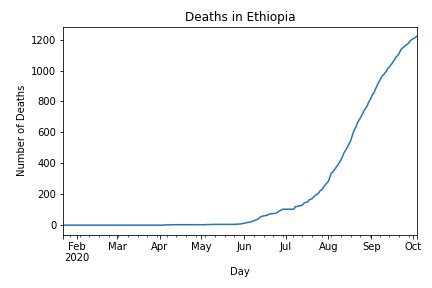 Deaths in Ethiopia
Number of Deaths
1200
1000
800
600
400
200
0
Feb Mar Apr May Jun Jul Aug Sep Oct
2020
Day